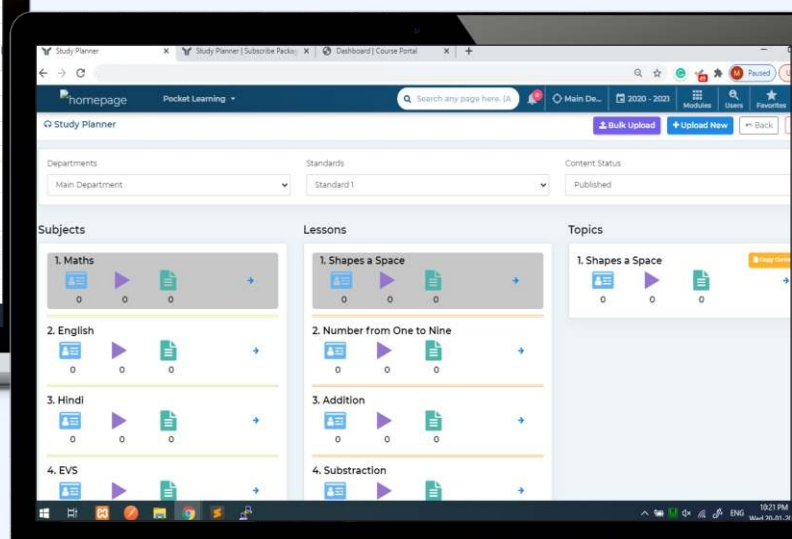 Study Planner
Study Planner | Subscribe Packa
Dashboard | Course Portal
Paused
homepage
Pocket Learning
Search any page here. (A
Main De...
2020 - 2021
Modules
Users
Favorites
Study Planner
Bulk Upload
+Upload New
Back
Departments
Standards
Content Status
Main Department
Standard 1
Published
Subjects
Lessons
Topics
1. Maths
1. Shapes a Space
1. Shapes a Space
0 0 0
0 0 0
0 0 0
2. English
2. Number from One to Nine
0 0 0
0 0 0
3. Hindi
3. Addition
0 0 0
0 0 0
4. EVS
4. Substraction
ENG
10:21 PM